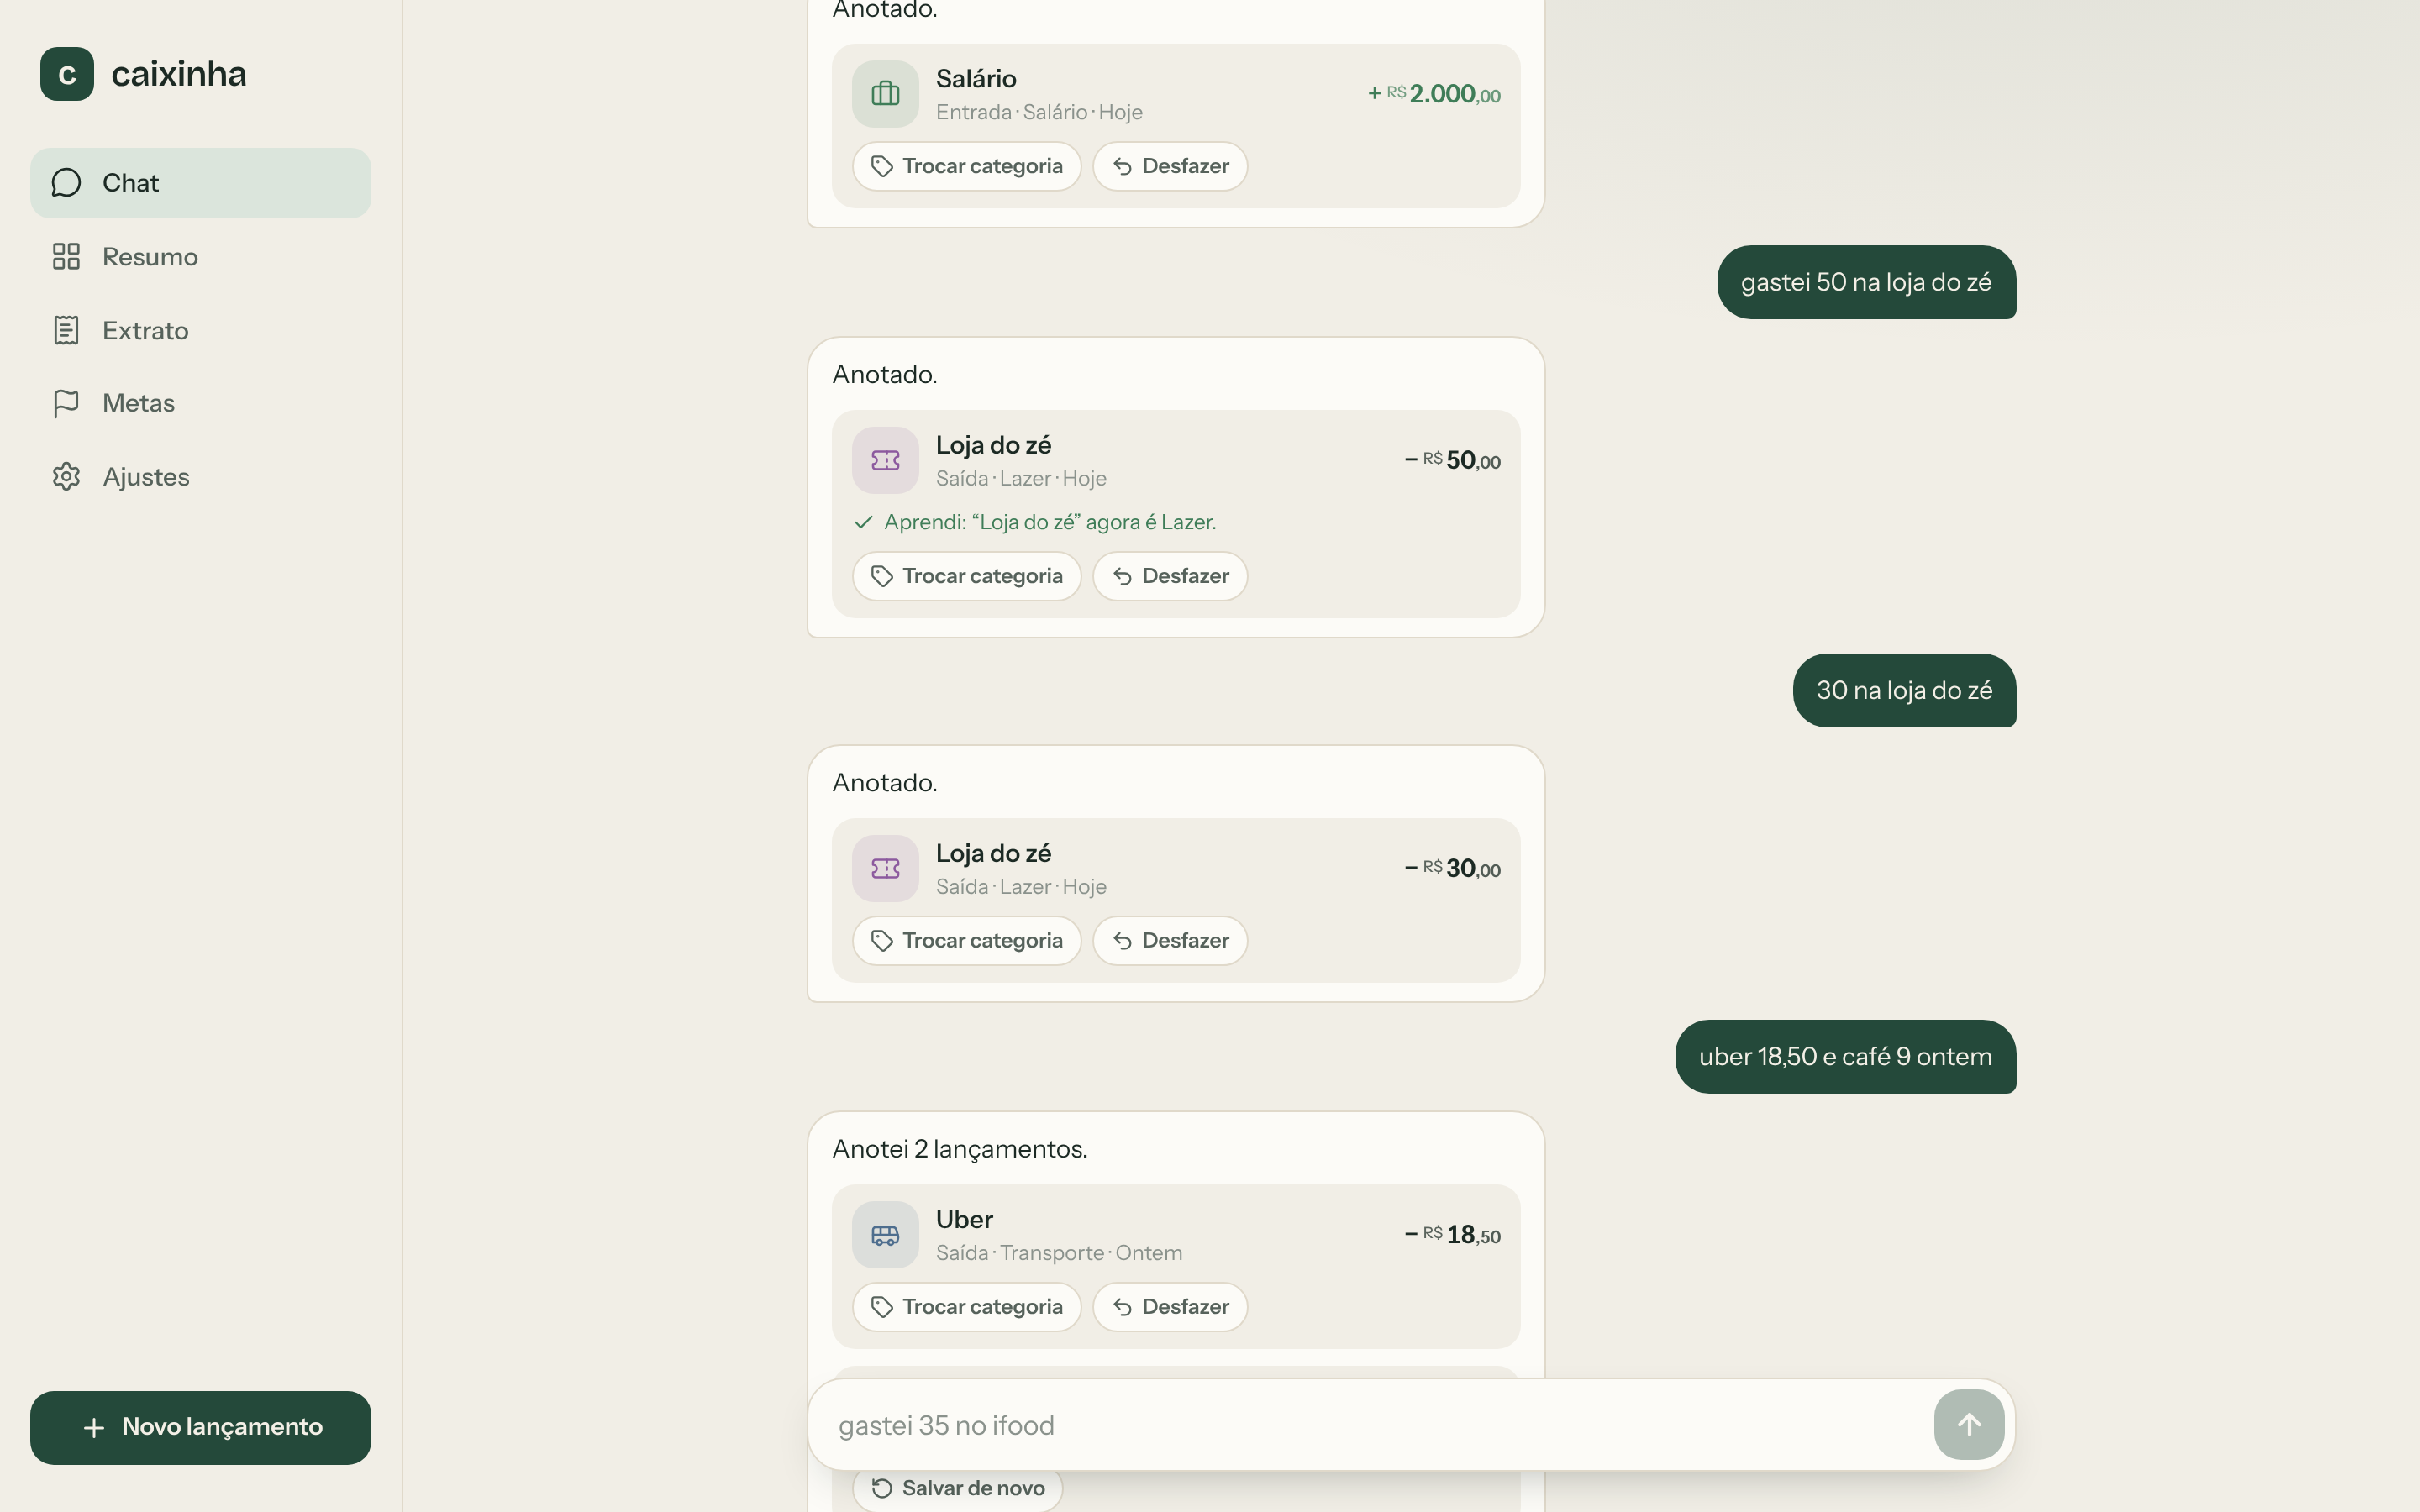 c caixinha
Chat
Resumo
Extrato
Metas
Ajustes
Novo lançamento
Anotado.
Salário
Entrada · Salário · Hoje
+ R$ 2.000,00
Trocar categoria
Desfazer
gastei 50 na loja do zé
Anotado.
Loja do zé
Saída · Lazer · Hoje
− R$ 50,00
Aprendi: “Loja do zé” agora é Lazer.
Trocar categoria
Desfazer
30 na loja do zé
Anotado.
Loja do zé
Saída · Lazer · Hoje
− R$ 30,00
Trocar categoria
Desfazer
uber 18,50 e café 9 ontem
Anotei 2 lançamentos.
Uber
Saída · Transporte · Ontem
− R$ 18,50
Trocar categoria
Desfazer
gastei 35 no ifood
Salvar de novo